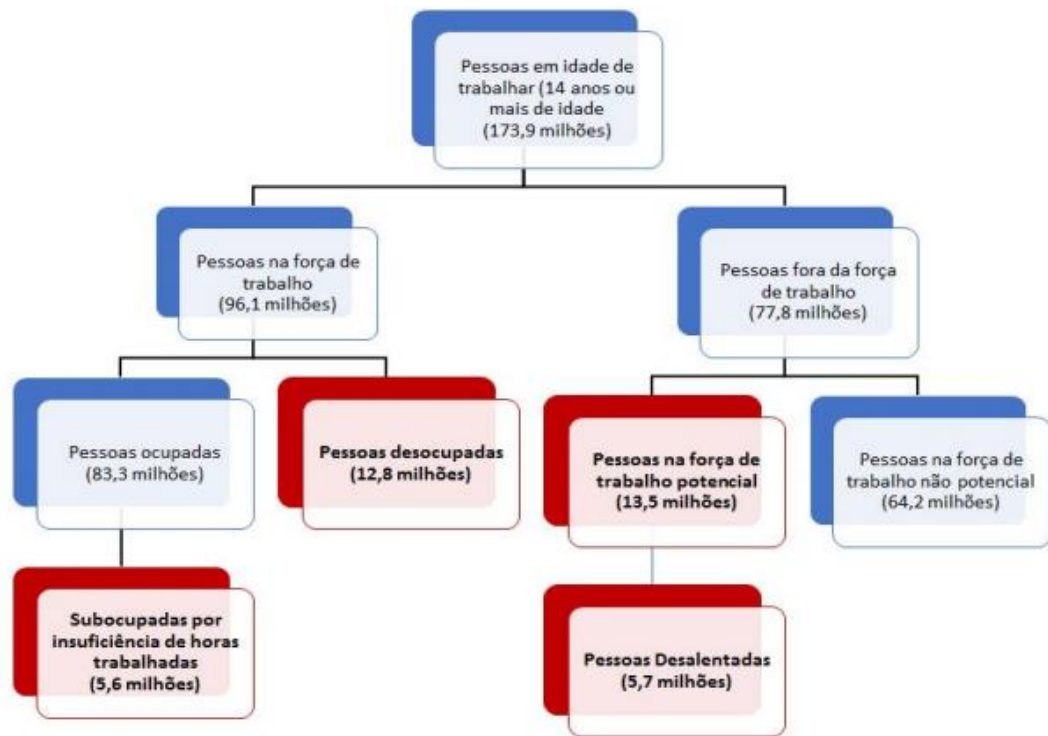 Pessoas em idade de
trabalhar (14 anos ou
mais de idade
(173,9 milhões)
Pessoas na força de
trabalho
(96,1 milhões)
Pessoas fora da força
de trabalho
(77,8 milhões)
Pessoas ocupadas
(83,3 milhões)
Pessoas desocupadas
(12,8 milhões)
Pessoas na força de
trabalho potencial
(13,5 milhões)
Pessoas na força de
trabalho não potencial
(64,2 milhões)
Subocupadas por
insuficiência de horas
trabalhadas
(5,6 milhões)
Pessoas Desalentadas
(5,7 milhões)